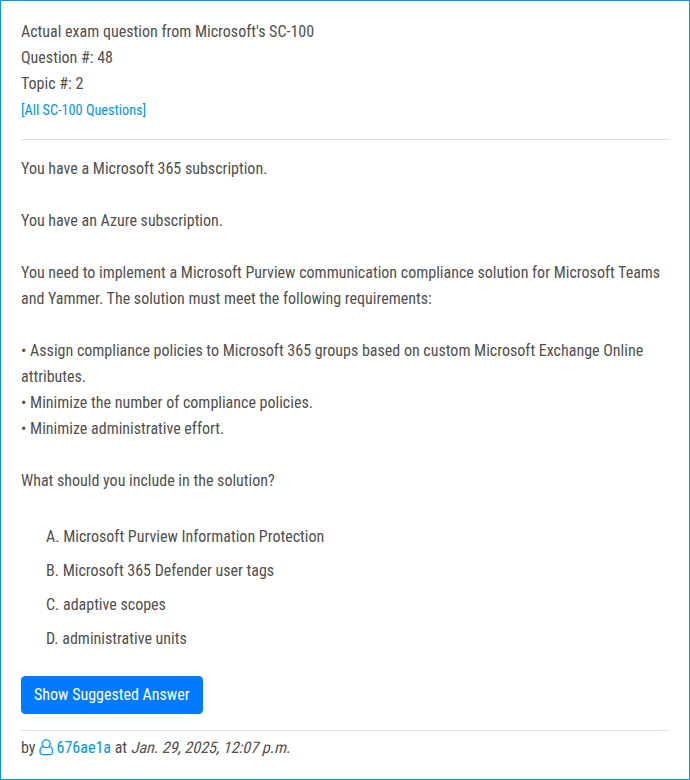 Actual exam question from Microsoft's SC-100
Question #: 48
Topic #: 2
[All SC-100 Questions]
You have a Microsoft 365 subscription.
You have an Azure subscription.
You need to implement a Microsoft Purview communication compliance solution for Microsoft Teams
and Yammer. The solution must meet the following requirements:
• Assign compliance policies to Microsoft 365 groups based on custom Microsoft Exchange Online
attributes.
• Minimize the number of compliance policies.
• Minimize administrative effort.
What should you include in the solution?
A. Microsoft Purview Information Protection
B. Microsoft 365 Defender user tags
C. adaptive scopes
D. administrative units
Show Suggested Answer
by 676ae1a at Jan. 29, 2025, 12:07 p.m.